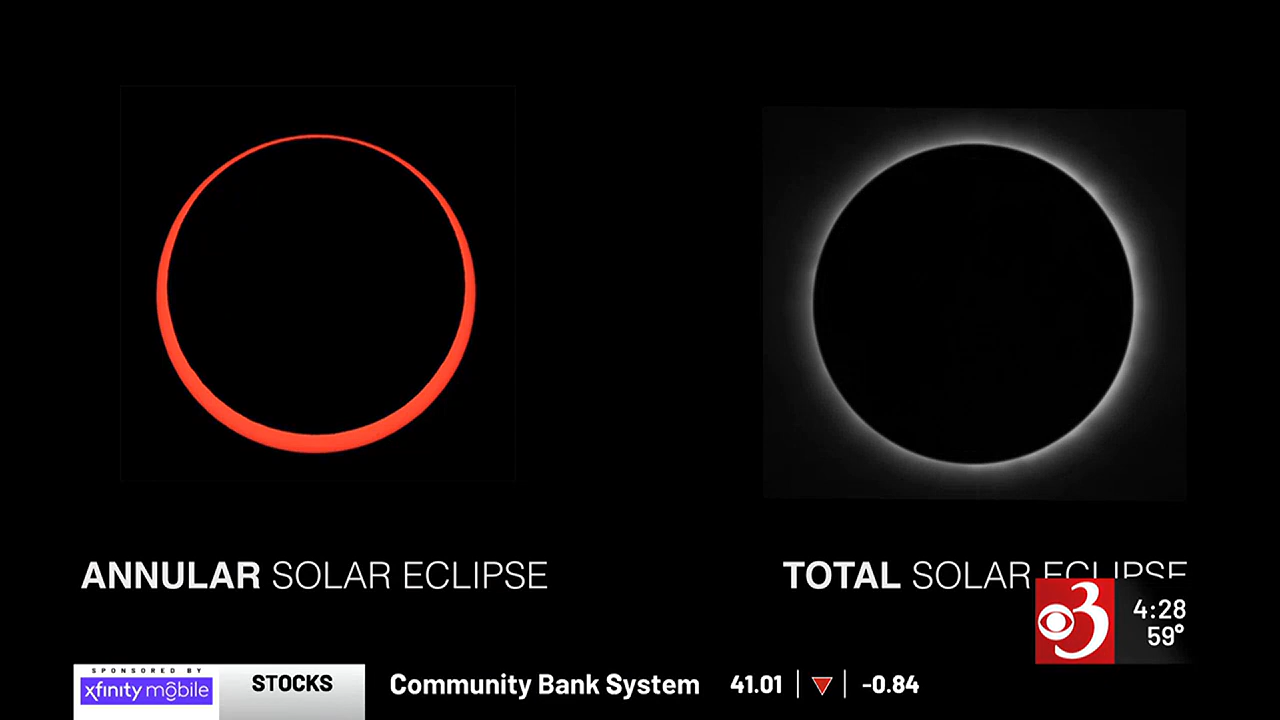 ANNULAR SOLAR ECLIPSE
TOTAL SOLAR ECLIPSE
3
4:28
59°
SPONSORED BY
xfinity mobile
STOCKS
Community Bank System 41.01 -0.84